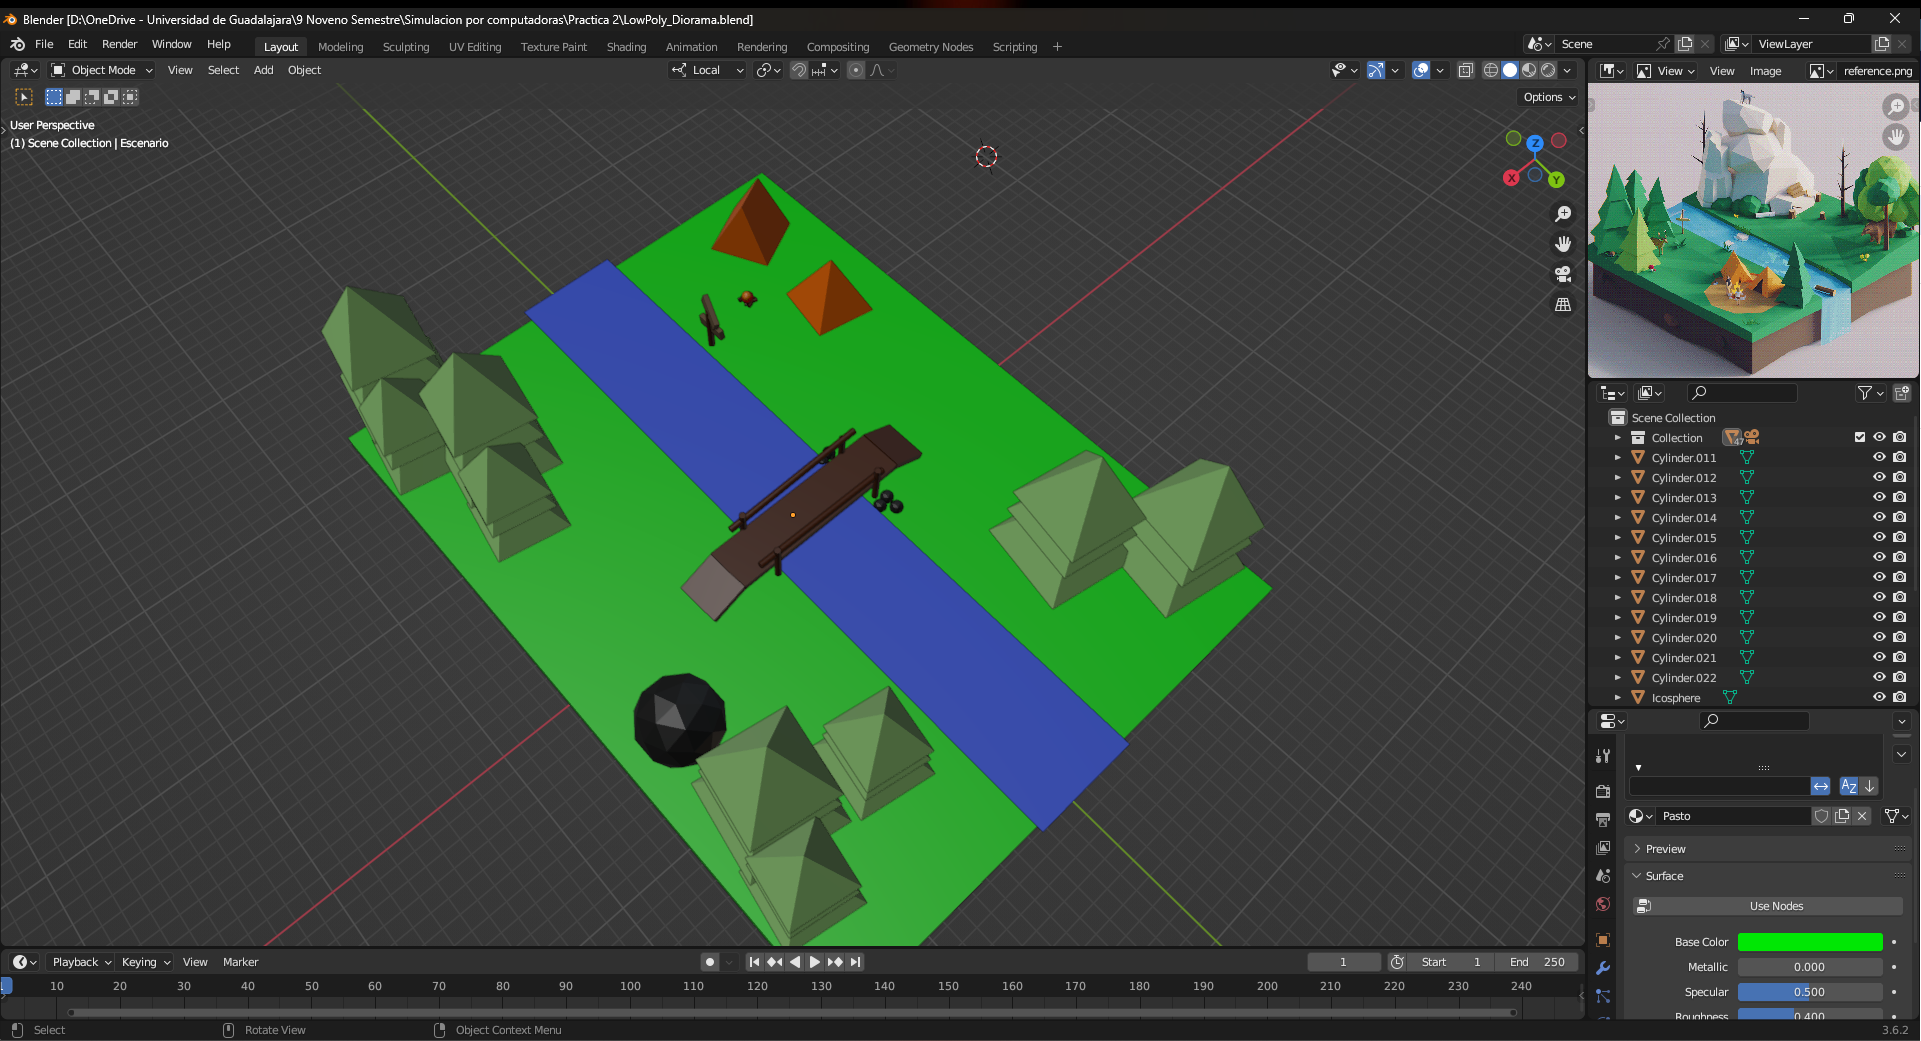 Blender [D:\OneDrive - Universidad de Guadalajara\9 Noveno Semestre\Simulacion por computadoras\Practica 2\LowPoly_Diorama.blend]
File Edit Render Window Help Layout Modeling Sculpting UV Editing Texture Paint Shading Animation Rendering Compositing Geometry Nodes Scripting + Scene ViewLayer
Object Mode View Select Add Object Local View View Image reference.png
Options
User Perspective
(1) Scene Collection | Escenario
Z
X
Y
Scene Collection
Collection 47
Cylinder.011
Cylinder.012
Cylinder.013
Cylinder.014
Cylinder.015
Cylinder.016
Cylinder.017
Cylinder.018
Cylinder.019
Cylinder.020
Cylinder.021
Cylinder.022
Icosphere
AZ
Pasto
Preview
Surface
Use Nodes
Base Color
Metallic 0.000
Specular 0.500
Roughness 0.400
Playback Keying View Marker 1 Start 1 End 250
1 10 20 30 40 50 60 70 80 90 100 110 120 130 140 150 160 170 180 190 200 210 220 230 240
Select Rotate View Object Context Menu 3.6.2